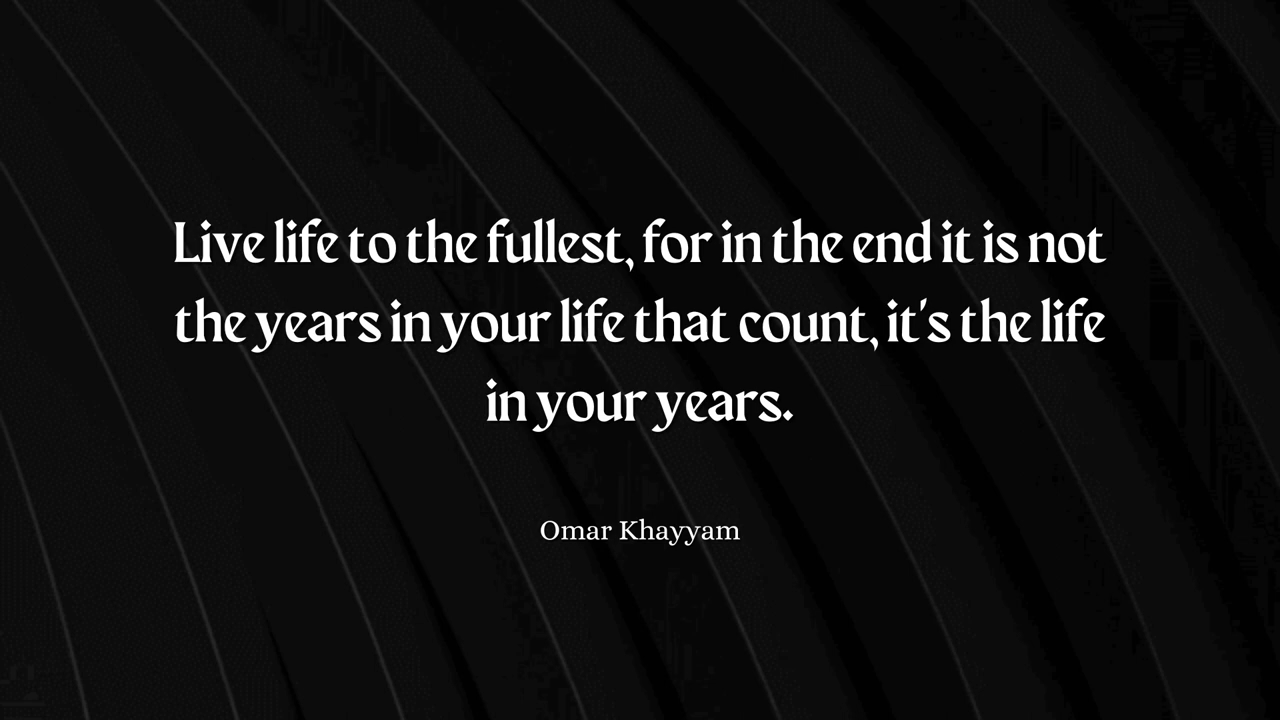 Live life to the fullest, for in the end it is not
the years in your life that count, it's the life
in your years.
Omar Khayyam